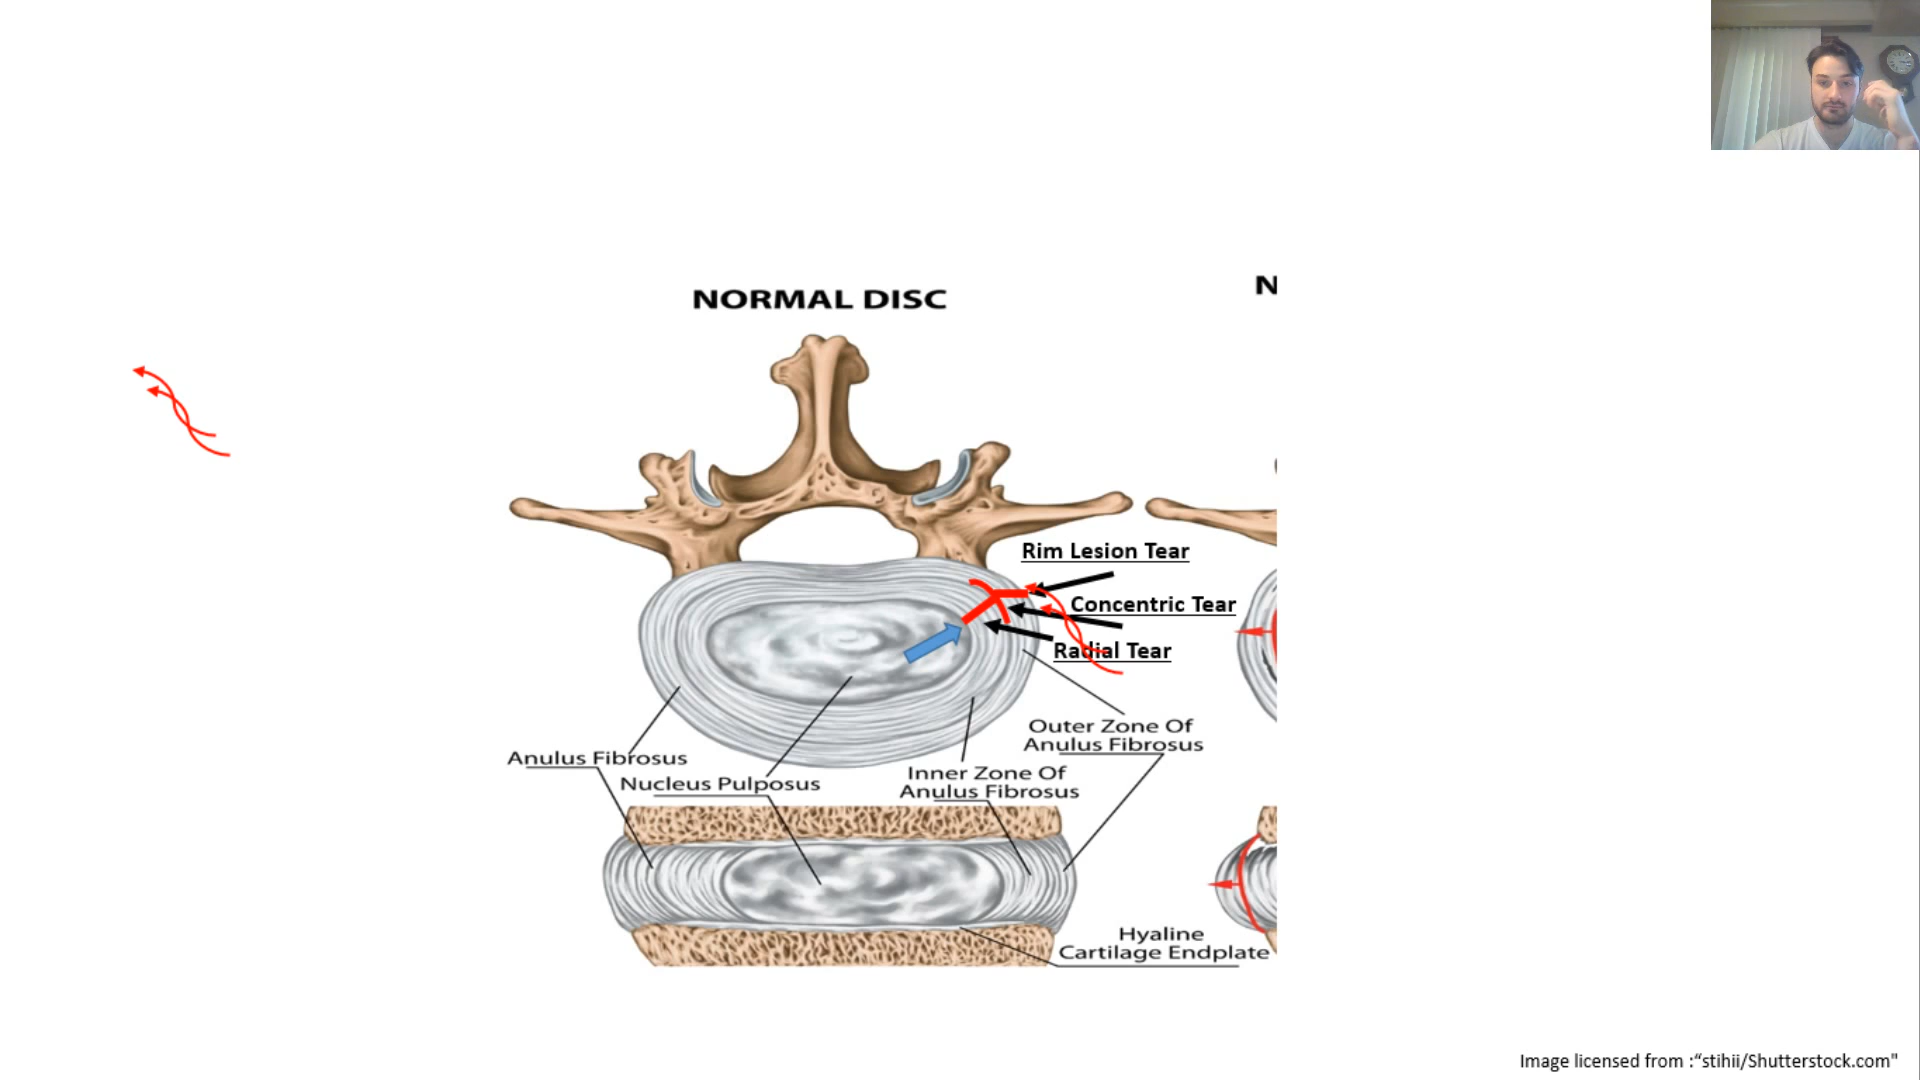 NORMAL DISC
N
Rim Lesion Tear
Concentric Tear
Radial Tear
Outer Zone Of
Anulus Fibrosus
Anulus Fibrosus
Nucleus Pulposus
Inner Zone Of
Anulus Fibrosus
Hyaline
Cartilage Endplate
Image licensed from :“stihii/Shutterstock.com"